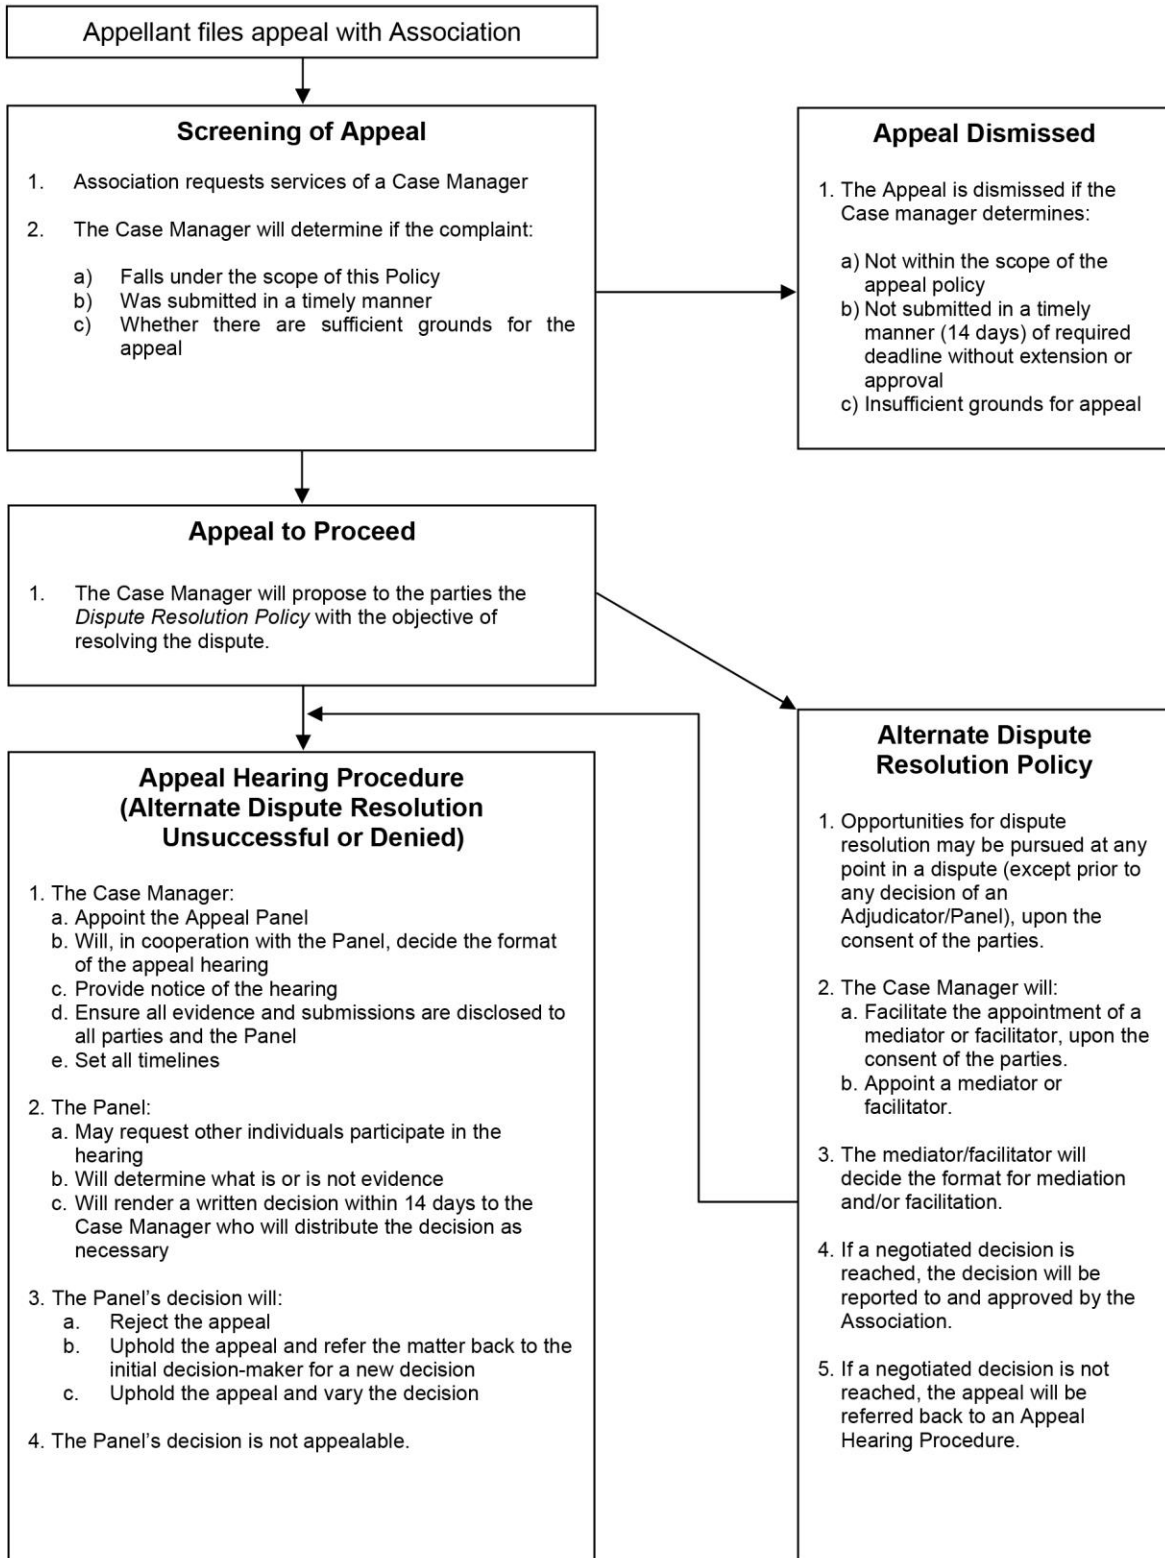 Appellant files appeal with Association
Screening of Appeal
1. Association requests services of a Case Manager
2. The Case Manager will determine if the complaint:
a) Falls under the scope of this Policy
b) Was submitted in a timely manner
c) Whether there are sufficient grounds for the
appeal
Appeal Dismissed
1. The Appeal is dismissed if the
Case manager determines:
a) Not within the scope of the
appeal policy
b) Not submitted in a timely
manner (14 days) of required
deadline without extension or
approval
c) Insufficient grounds for appeal
Appeal to Proceed
1. The Case Manager will propose to the parties the
Dispute Resolution Policy with the objective of
resolving the dispute.
Appeal Hearing Procedure
(Alternate Dispute Resolution
Unsuccessful or Denied)
1. The Case Manager:
a. Appoint the Appeal Panel
b. Will, in cooperation with the Panel, decide the format
of the appeal hearing
c. Provide notice of the hearing
d. Ensure all evidence and submissions are disclosed to
all parties and the Panel
e. Set all timelines
2. The Panel:
a. May request other individuals participate in the
hearing
b. Will determine what is or is not evidence
c. Will render a written decision within 14 days to the
Case Manager who will distribute the decision as
necessary
3. The Panel's decision will:
a. Reject the appeal
b. Uphold the appeal and refer the matter back to the
initial decision-maker for a new decision
c. Uphold the appeal and vary the decision
4. The Panel's decision is not appealable.
Alternate Dispute
Resolution Policy
1. Opportunities for dispute
resolution may be pursued at any
point in a dispute (except prior to
any decision of an
Adjudicator/Panel), upon the
consent of the parties.
2. The Case Manager will:
a. Facilitate the appointment of a
mediator or facilitator, upon the
consent of the parties.
b. Appoint a mediator or
facilitator.
3. The mediator/facilitator will
decide the format for mediation
and/or facilitation.
4. If a negotiated decision is
reached, the decision will be
reported to and approved by the
Association.
5. If a negotiated decision is not
reached, the appeal will be
referred back to an Appeal
Hearing Procedure.